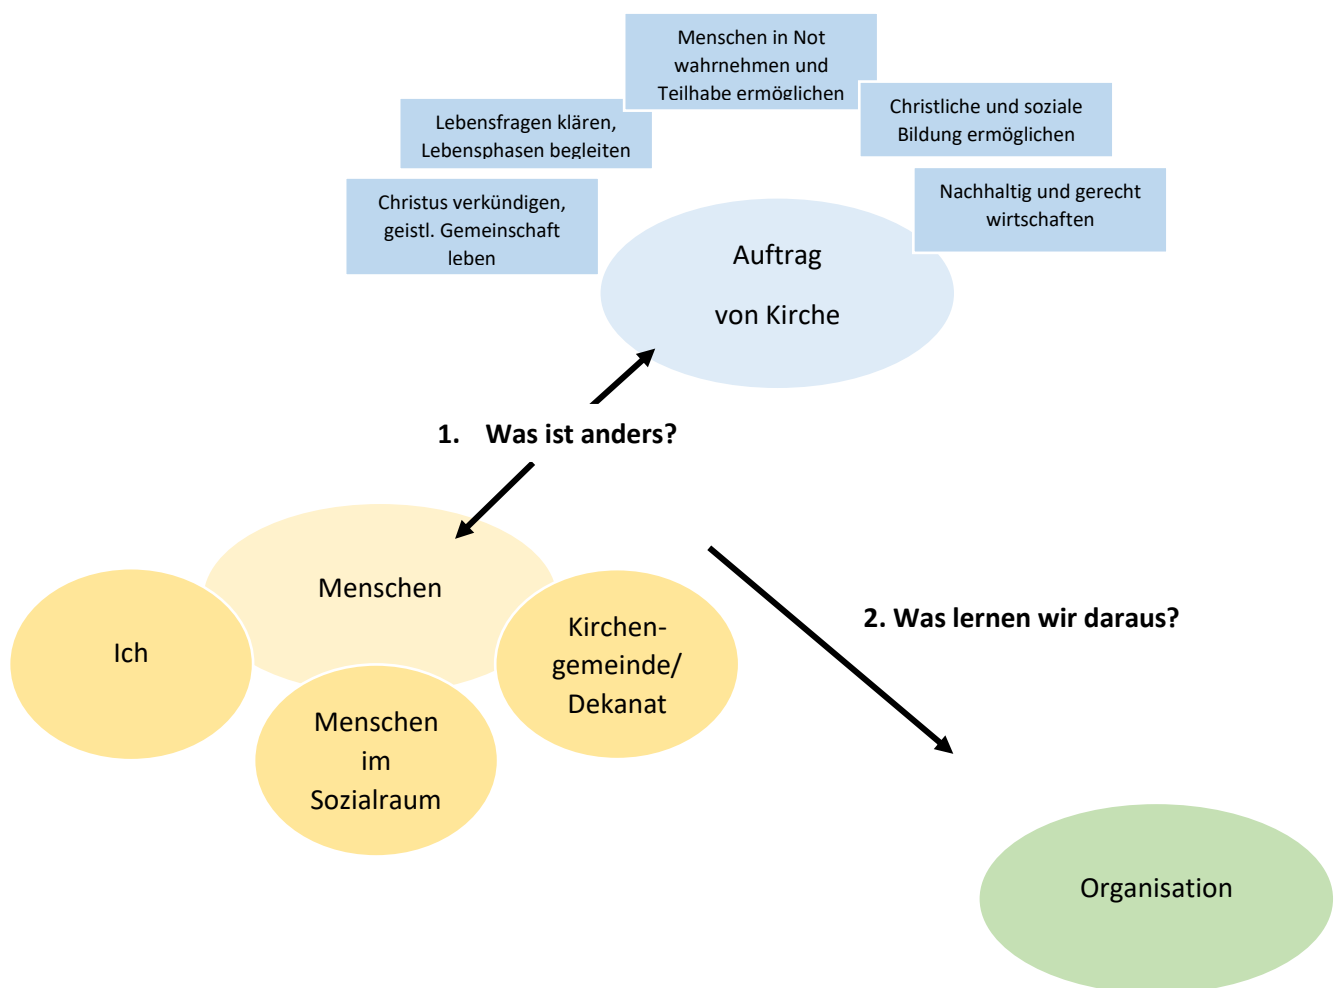 Menschen in Not
wahrnehmen und
Teilhabe ermöglichen
Lebensfragen klären,
Lebensphasen begleiten
Christliche und soziale
Bildung ermöglichen
Christus verkündigen,
geistl. Gemeinschaft
leben
Nachhaltig und gerecht
wirtschaften
Auftrag
von Kirche
1. Was ist anders?
Menschen
Ich
Kirchen-
gemeinde/
Dekanat
Menschen
im
Sozialraum
2. Was lernen wir daraus?
Organisation